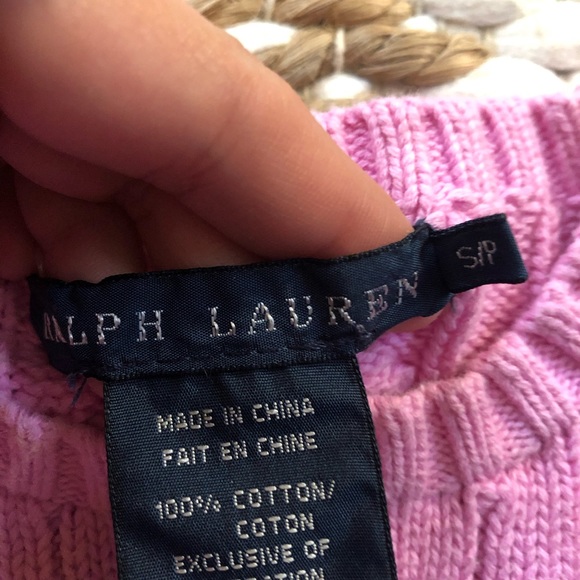 RALPH LAUREN
S/P
MADE IN CHINA
FAIT EN CHINE
100% COTTON/
COTON
EXCLUSIVE OF